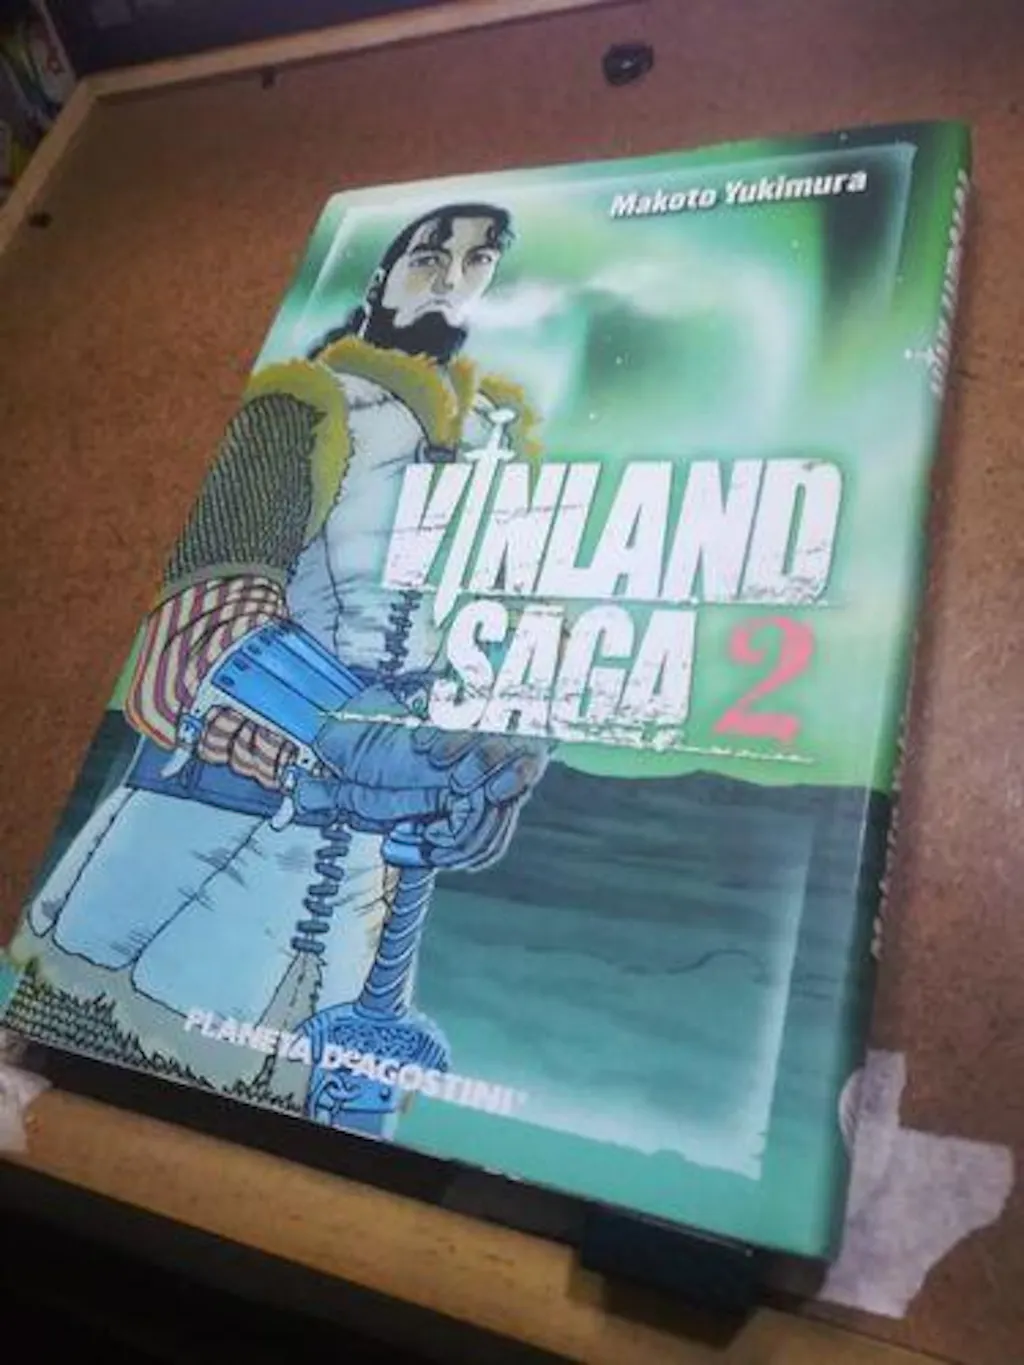 Makoto Yukimura
VINLAND
SAGA 2
PLANETA DEAGOSTINI